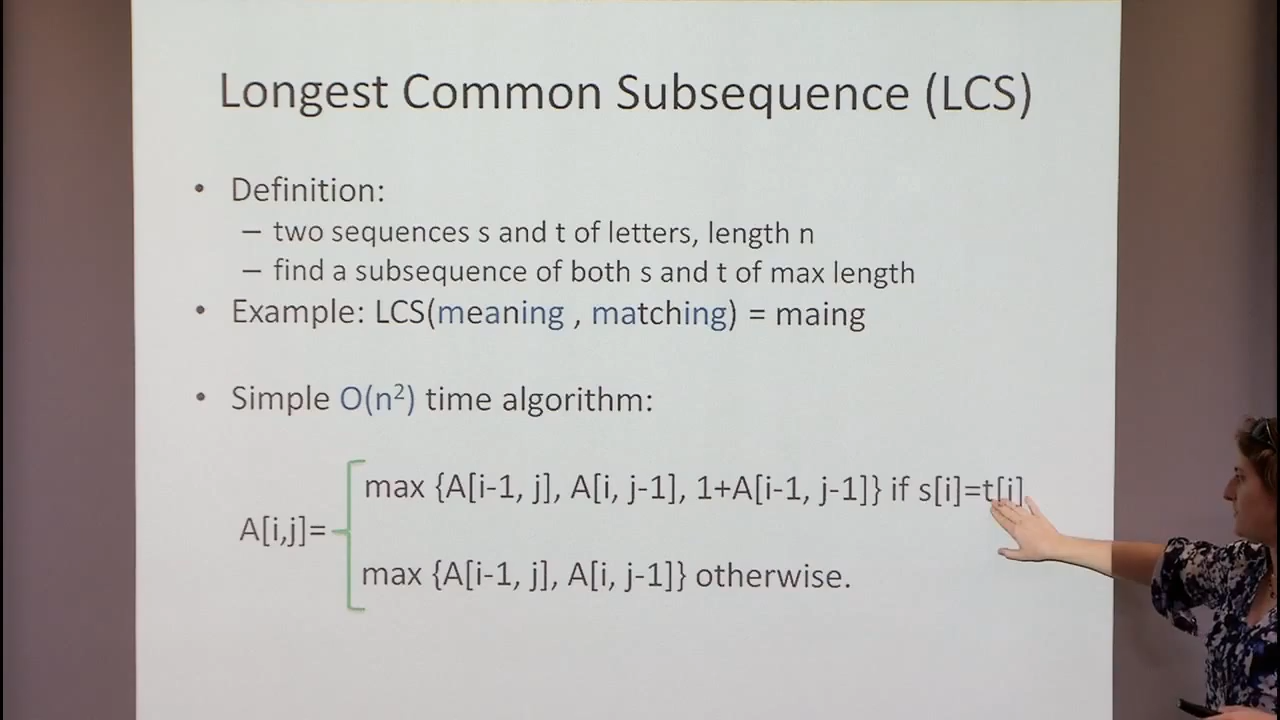 Longest Common Subsequence (LCS)
• Definition:
– two sequences s and t of letters, length n
– find a subsequence of both s and t of max length
• Example: LCS(meaning , matching) = maing
• Simple O(n²) time algorithm:
max {A[i-1, j], A[i, j-1], 1+A[i-1, j-1]} if s[i]=t[j]
A[i,j]=
max {A[i-1, j], A[i, j-1]} otherwise.